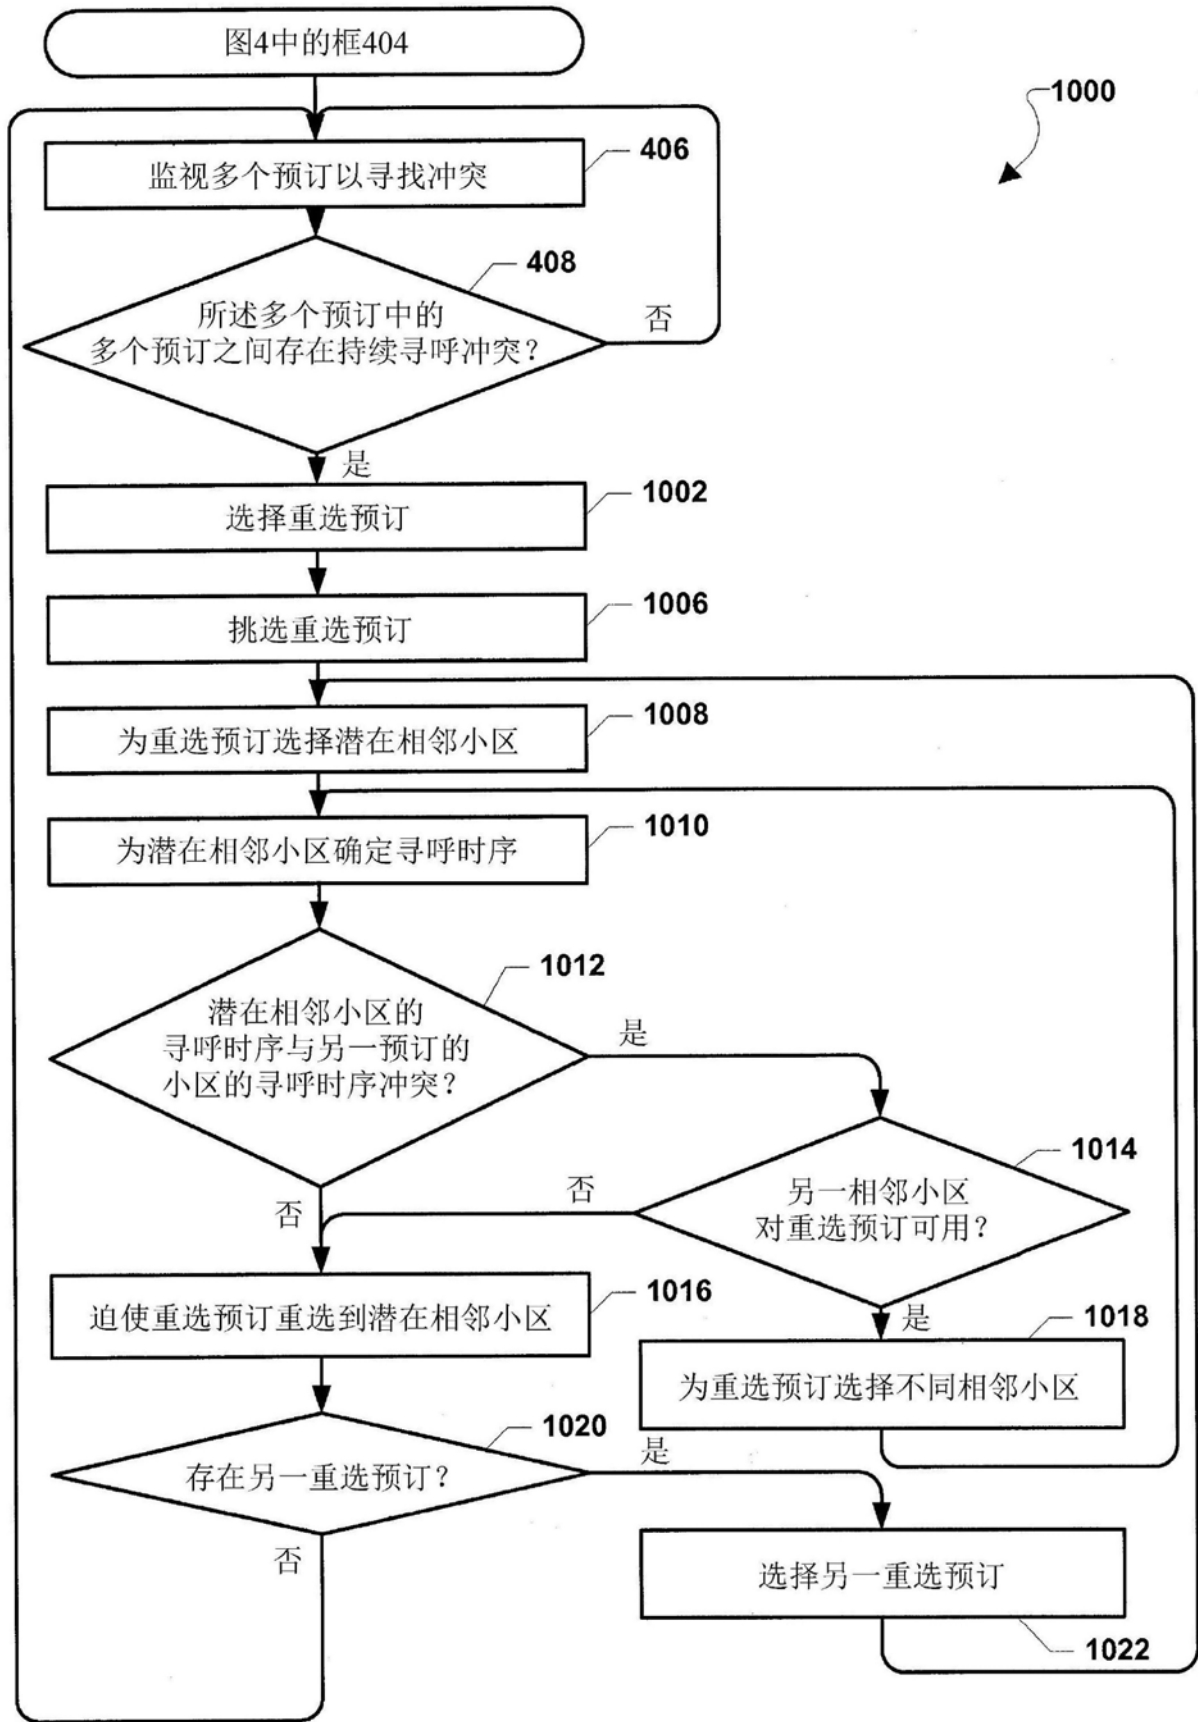 图4中的框404
1000
监视多个预订以寻找冲突
406
408
所述多个预订中的
多个预订之间存在持续寻呼冲突?
否
是
选择重选预订
1002
挑选重选预订
1006
为重选预订选择潜在相邻小区
1008
为潜在相邻小区确定寻呼时序
1010
1012
潜在相邻小区的
寻呼时序与另一预订的
小区的寻呼时序冲突?
是
1014
另一相邻小区
对重选预订可用?
否
否
迫使重选预订重选到潜在相邻小区
1016
是
1018
为重选预订选择不同相邻小区
1020
存在另一重选预订?
是
否
选择另一重选预订
1022